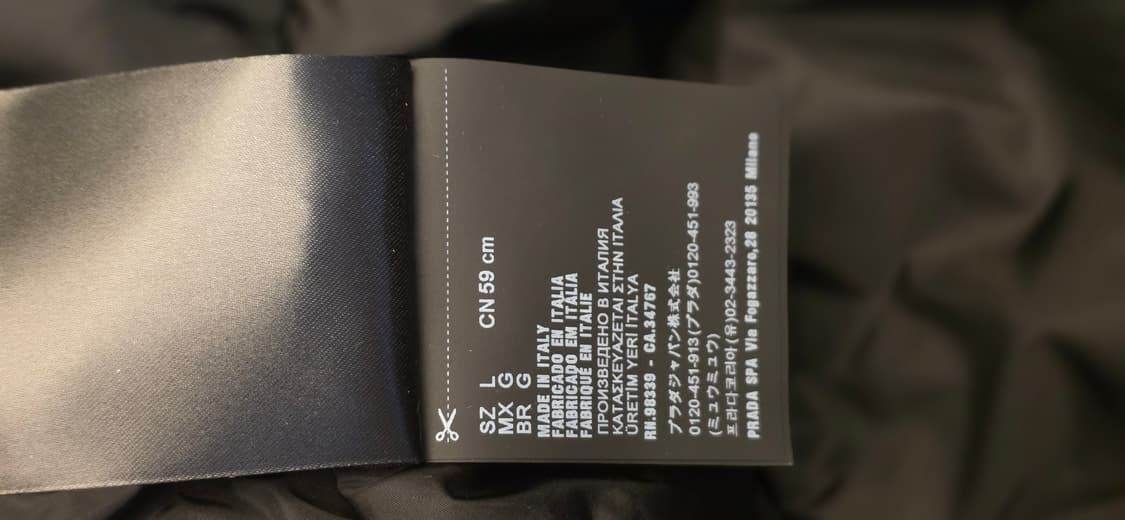 SZ L CN 59 cm
MX G
BR G
MADE IN ITALY
FABRICADO EN ITALIA
FABRICADO EM ITÁLIA
FABRIQUÉ EN ITALIE
ПРОИЗВЕДЕНО В ИТАЛИЯ
ΚΑΤΑΣΚΕΥΑΖΕΤΑΙ ΣΤΗΝ ΙΤΑΛΙΑ
ÜRETİM YERİ İTALYA
RN.98339 - CA.34767
プラダジャパン株式会社
0120-451-913(プラダ)0120-451-993
(ミュウミュウ)
프라다코리아(유)02-3443-2323
PRADA SPA Via Fogazzaro,28 20135 Milano